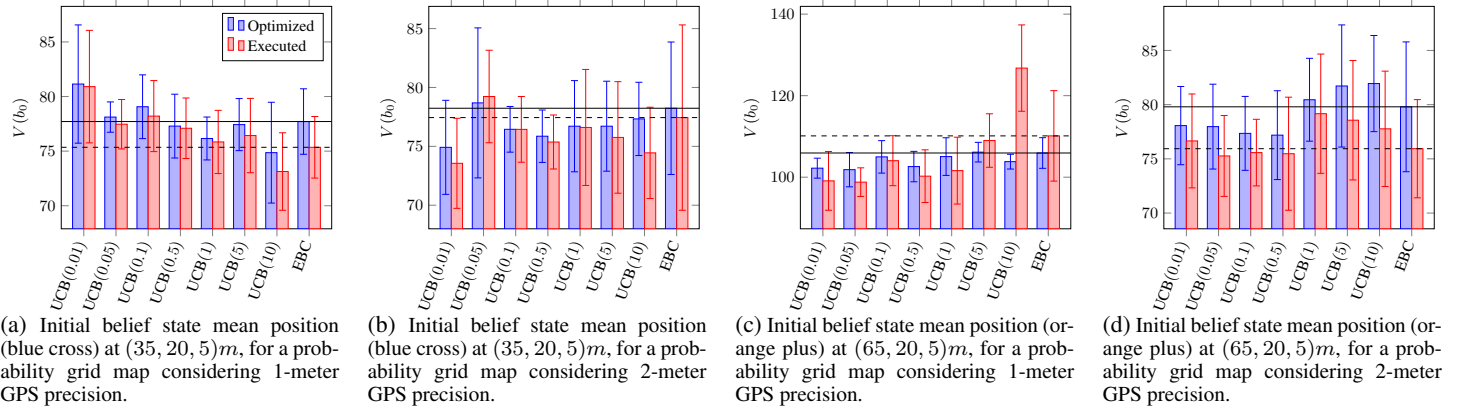 Optimized
Executed
85
80
75
70
V (b₀)
UCB(0.01)
UCB(0.05)
UCB(0.1)
UCB(0.5)
UCB(1)
UCB(5)
UCB(10)
EBC
(a) Initial belief state mean position
(blue cross) at (35, 20, 5)m, for a prob-
ability grid map considering 1-meter
GPS precision.
85
80
75
70
V (b₀)
UCB(0.01)
UCB(0.05)
UCB(0.1)
UCB(0.5)
UCB(1)
UCB(5)
UCB(10)
EBC
(b) Initial belief state mean position
(blue cross) at (35, 20, 5)m, for a prob-
ability grid map considering 2-meter
GPS precision.
140
120
100
V (b₀)
UCB(0.01)
UCB(0.05)
UCB(0.1)
UCB(0.5)
UCB(1)
UCB(5)
UCB(10)
EBC
(c) Initial belief state mean position (or-
ange plus) at (65, 20, 5)m, for a prob-
ability grid map considering 1-meter
GPS precision.
85
80
75
70
V (b₀)
UCB(0.01)
UCB(0.05)
UCB(0.1)
UCB(0.5)
UCB(1)
UCB(5)
UCB(10)
EBC
(d) Initial belief state mean position (or-
ange plus) at (65, 20, 5)m, for a prob-
ability grid map considering 2-meter
GPS precision.